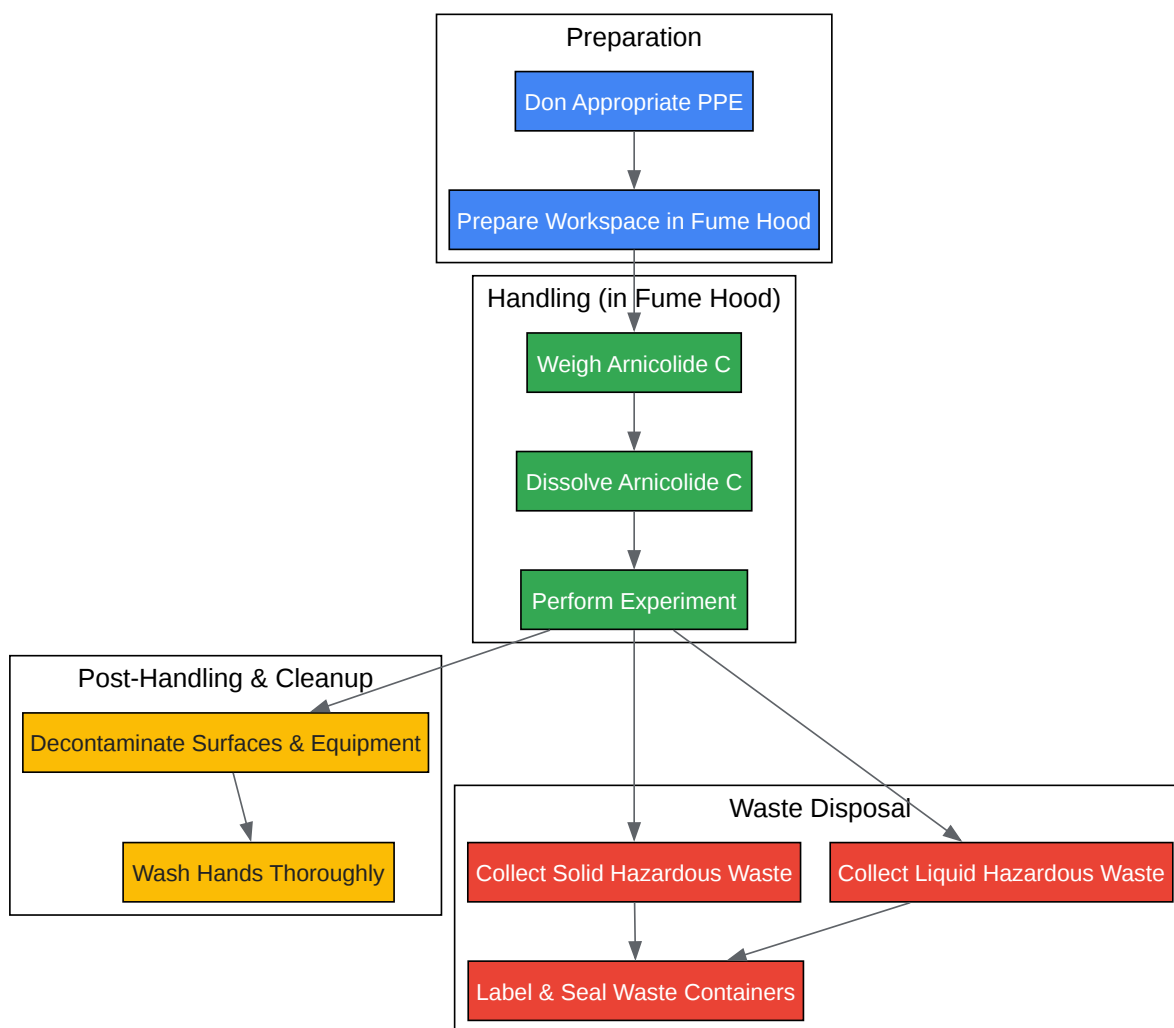 Preparation
Don Appropriate PPE
Prepare Workspace in Fume Hood
Handling (in Fume Hood)
Weigh Arnicolide C
Dissolve Arnicolide C
Perform Experiment
Post-Handling & Cleanup
Decontaminate Surfaces & Equipment
Wash Hands Thoroughly
Waste Disposal
Collect Solid Hazardous Waste
Collect Liquid Hazardous Waste
Label & Seal Waste Containers